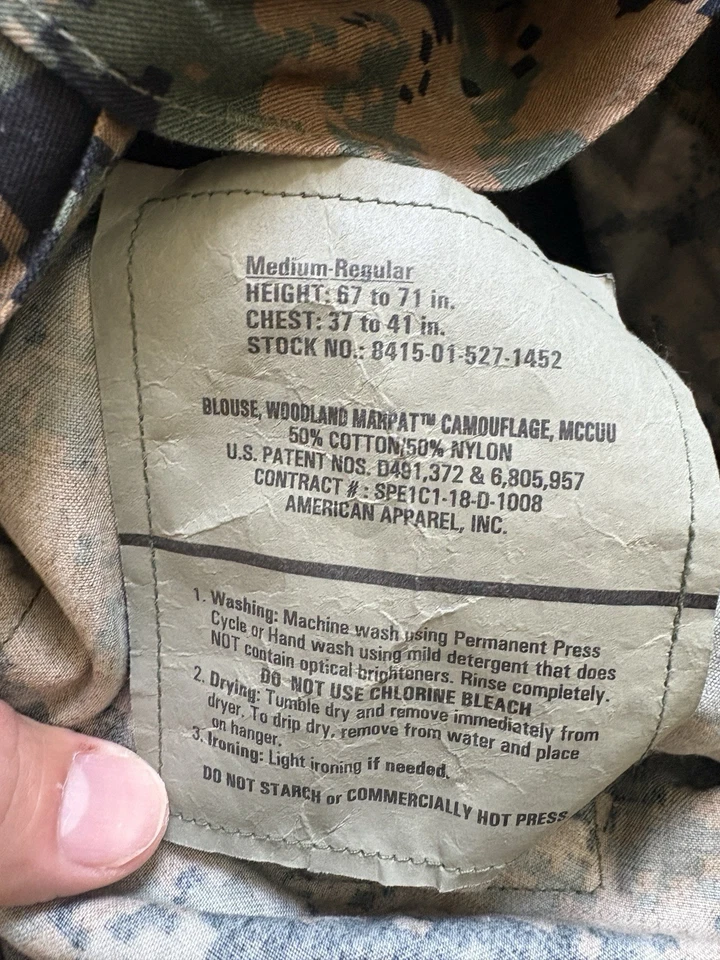 Medium-Regular
HEIGHT: 67 to 71 in.
CHEST: 37 to 41 in.
STOCK NO.: 8415-01-527-1452
BLOUSE, WOODLAND MARPAT™ CAMOUFLAGE, MCCUU
50% COTTON/50% NYLON
U.S. PATENT NOS. D491,372 & 6,805,957
CONTRACT #: SPE1C1-18-D-1008
AMERICAN APPAREL, INC.
1. Washing: Machine wash using Permanent Press
Cycle or Hand wash using mild detergent that does
NOT contain optical brighteners. Rinse completely.
DO NOT USE CHLORINE BLEACH
2. Drying: Tumble dry and remove immediately from
dryer. To drip dry, remove from water and place
on hanger.
3. Ironing: Light ironing if needed.
DO NOT STARCH or COMMERCIALLY HOT PRESS